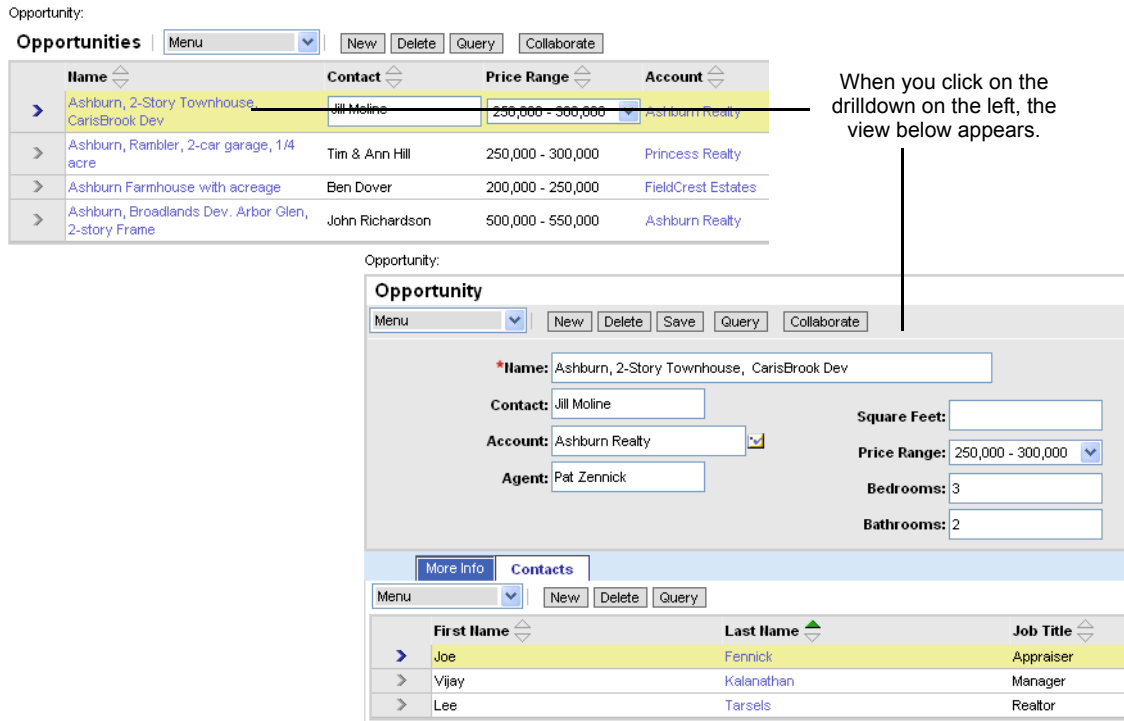 Opportunity:
Opportunities | Menu New Delete Query Collaborate
Name Contact Price Range Account
Ashburn, 2-Story Townhouse,
CarisBrook Dev
Jill Moline 250,000 - 300,000 Ashburn Realty
Ashburn, Rambler, 2-car garage, 1/4
acre
Tim & Ann Hill 250,000 - 300,000 Princess Realty
Ashburn Farmhouse with acreage Ben Dover 200,000 - 250,000 FieldCrest Estates
Ashburn, Broadlands Dev. Arbor Glen,
2-story Frame
John Richardson 500,000 - 550,000 Ashburn Realty
When you click on the
drilldown on the left, the
view below appears.
Opportunity:
Opportunity
Menu New Delete Save Query Collaborate
*Name: Ashburn, 2-Story Townhouse, CarisBrook Dev
Contact: Jill Moline
Account: Ashburn Realty
Agent: Pat Zennick
Square Feet:
Price Range: 250,000 - 300,000
Bedrooms: 3
Bathrooms: 2
More Info Contacts
Menu New Delete Query
First Name Last Name Job Title
Joe Fennick Appraiser
Vijay Kalanathan Manager
Lee Tarsels Realtor